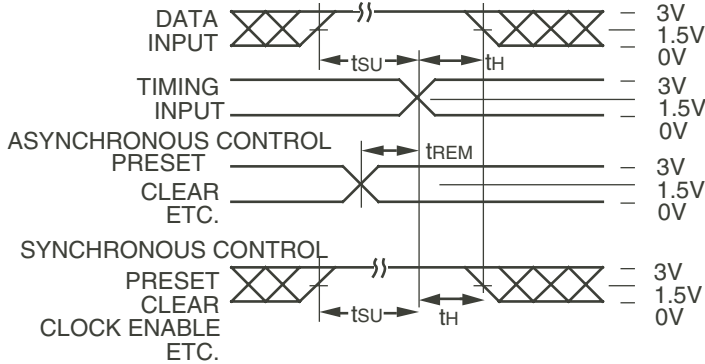 DATA
INPUT
3V
1.5V
0V
tSU
tH
TIMING
INPUT
3V
1.5V
0V
ASYNCHRONOUS CONTROL
PRESET
CLEAR
ETC.
tREM
3V
1.5V
0V
SYNCHRONOUS CONTROL
PRESET
CLEAR
CLOCK ENABLE
ETC.
tSU
tH
3V
1.5V
0V